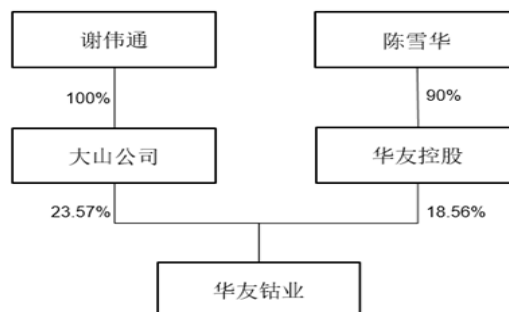 谢伟通
陈雪华
100%
90%
大山公司
华友控股
23.57%
18.56%
华友钴业